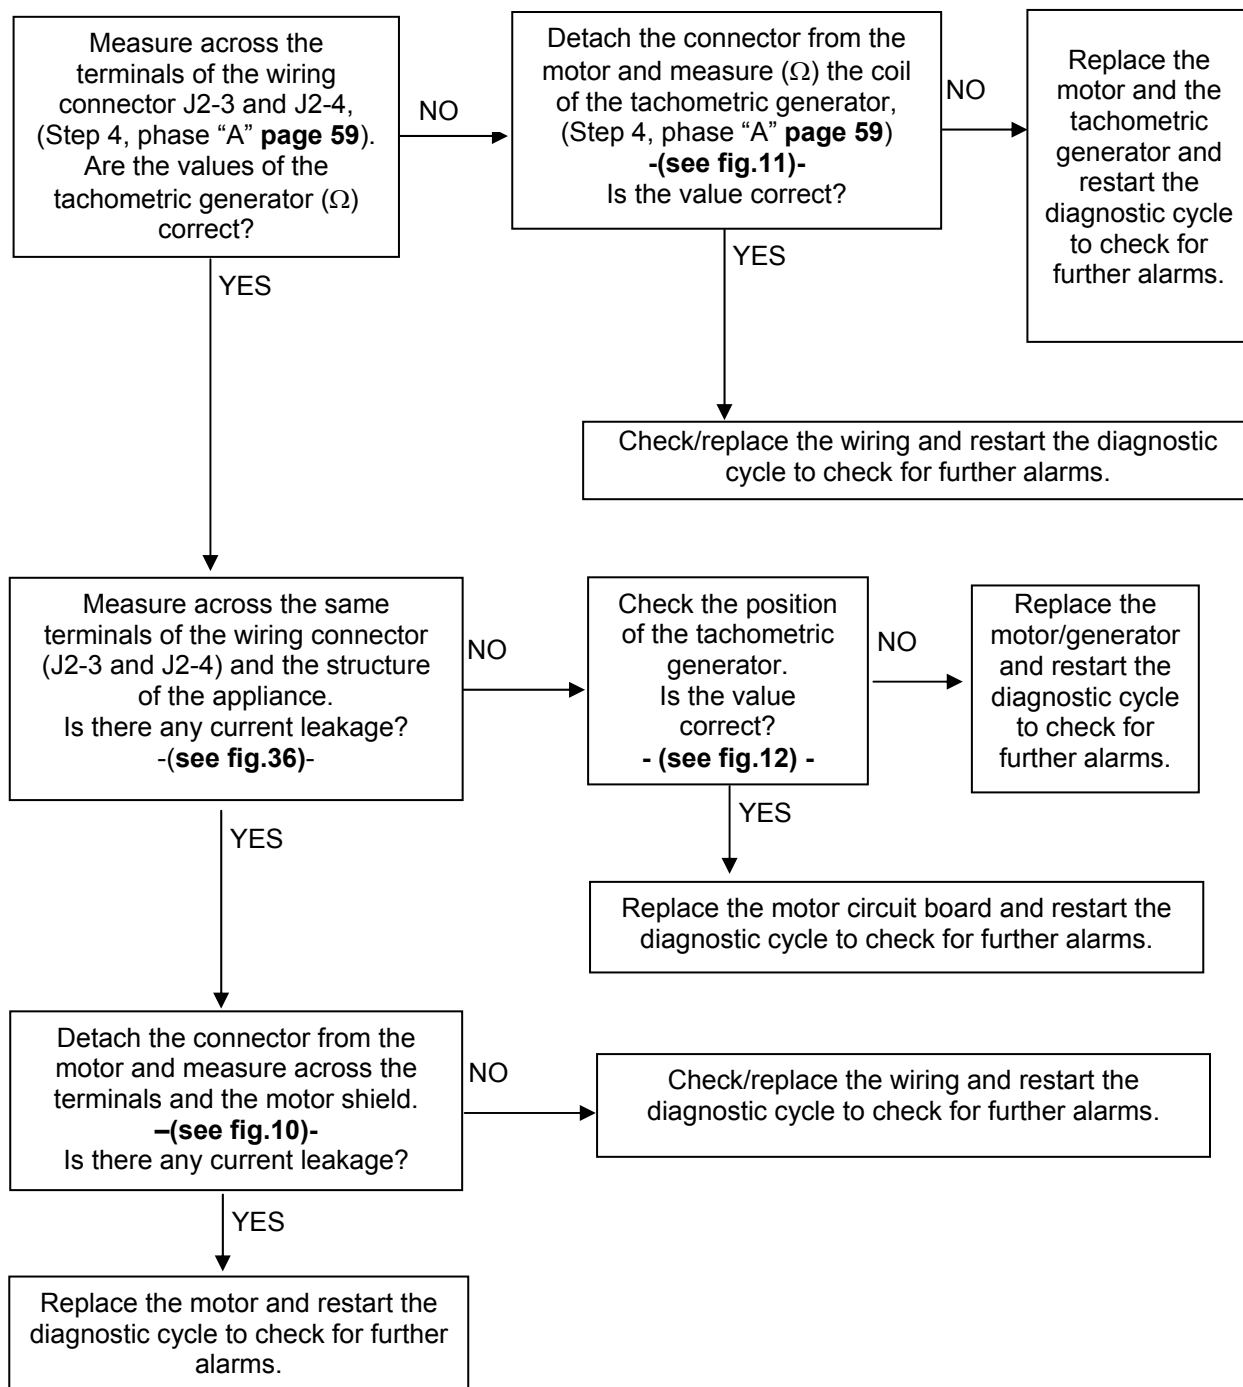 Measure across the
terminals of the wiring
connector J2-3 and J2-4,
(Step 4, phase “A” page 59).
Are the values of the
tachometric generator (Ω)
correct?
NO
Detach the connector from the
motor and measure (Ω) the coil
of the tachometric generator,
(Step 4, phase “A” page 59)
-(see fig.11)-
Is the value correct?
NO
Replace the
motor and the
tachometric
generator and
restart the
diagnostic cycle
to check for
further alarms.
YES
YES
Check/replace the wiring and restart the diagnostic
cycle to check for further alarms.
Measure across the same
terminals of the wiring connector
(J2-3 and J2-4) and the structure
of the appliance.
Is there any current leakage?
-(see fig.36)-
NO
Check the position
of the tachometric
generator.
Is the value
correct?
- (see fig.12) -
NO
Replace the
motor/generator
and restart the
diagnostic cycle
to check for
further alarms.
YES
YES
Replace the motor circuit board and restart the
diagnostic cycle to check for further alarms.
Detach the connector from the
motor and measure across the
terminals and the motor shield.
–(see fig.10)-
Is there any current leakage?
NO
Check/replace the wiring and restart the
diagnostic cycle to check for further alarms.
YES
Replace the motor and restart the
diagnostic cycle to check for further
alarms.